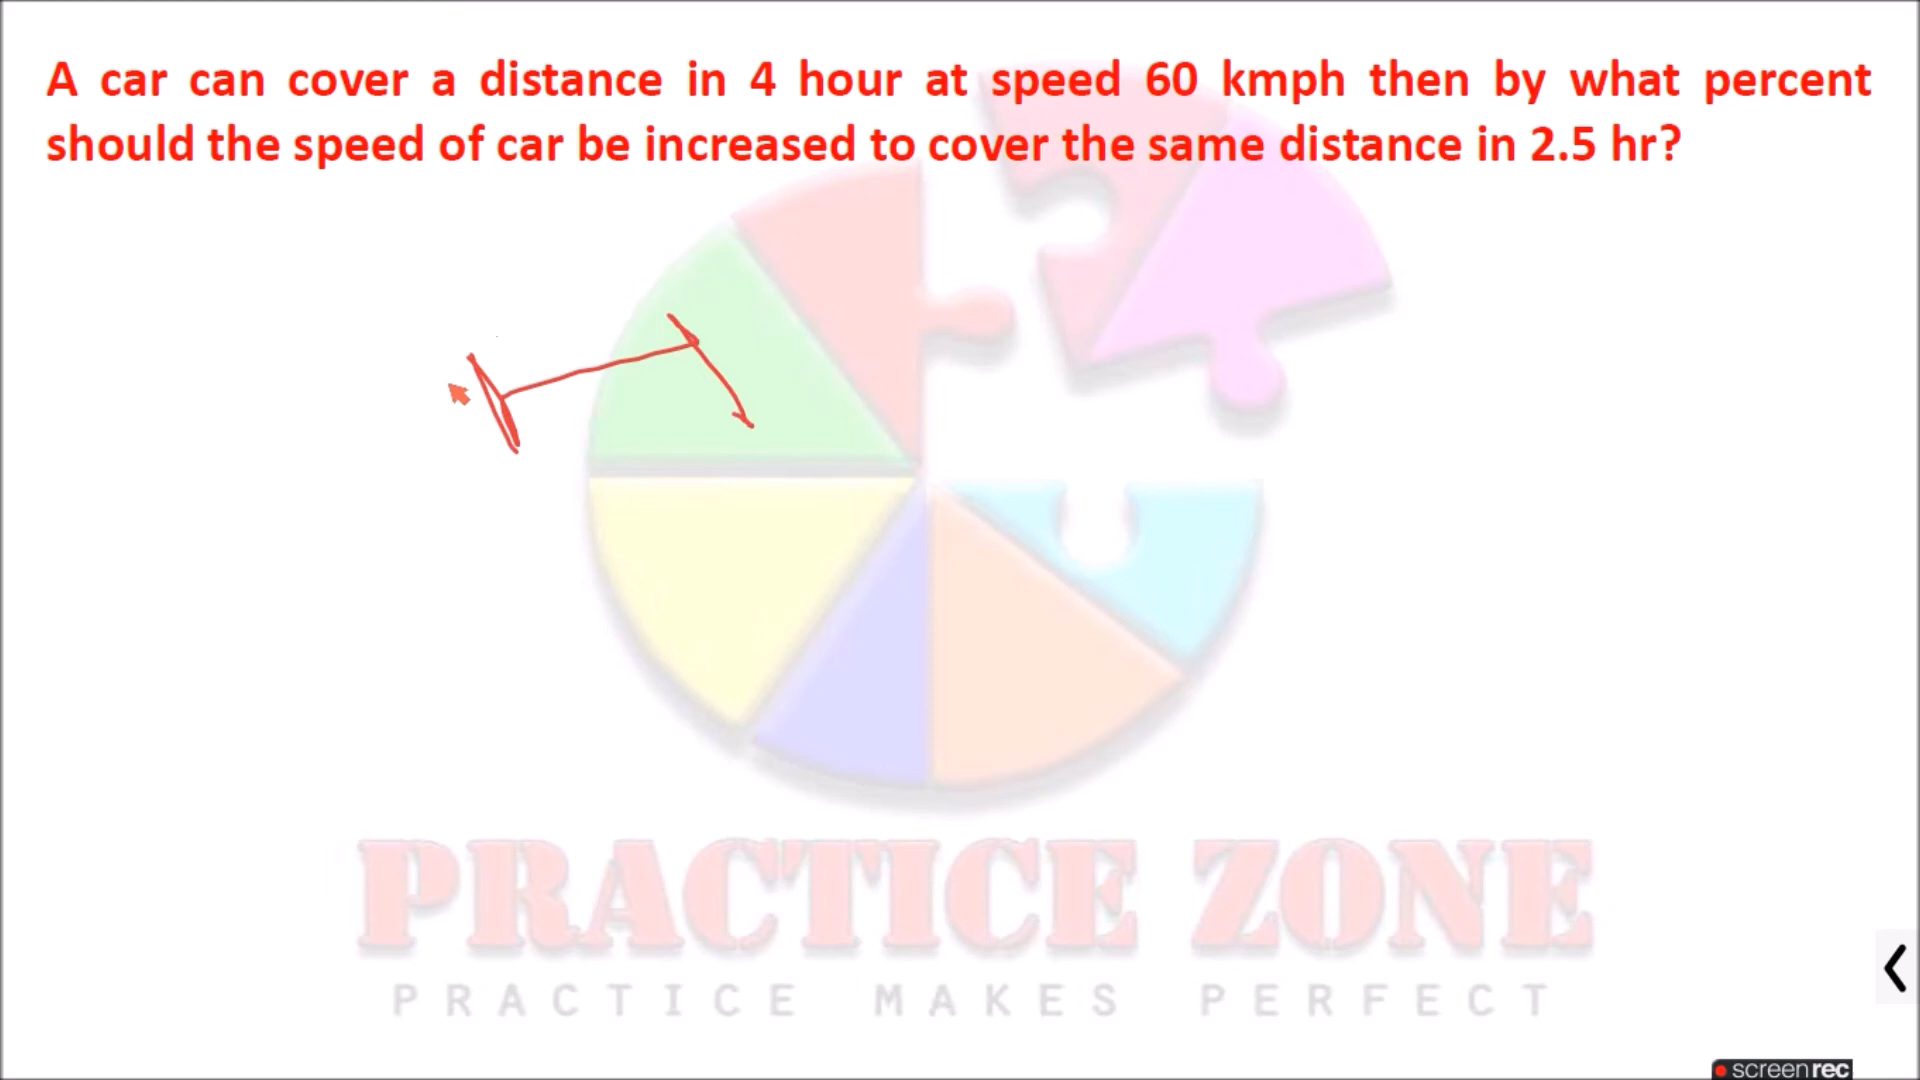 A car can cover a distance in 4 hour at speed 60 kmph then by what percent
should the speed of car be increased to cover the same distance in 2.5 hr?
PRACTICE ZONE
PRACTICE MAKES PERFECT
screenrec